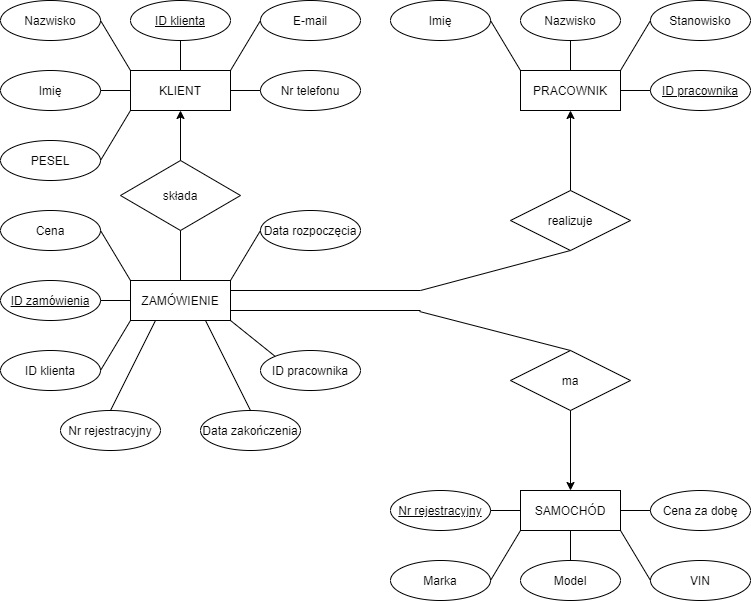 Nazwisko
ID klienta
E-mail
Imię
Nazwisko
Stanowisko
Imię
KLIENT
Nr telefonu
PRACOWNIK
ID pracownika
PESEL
składa
realizuje
Cena
Data rozpoczęcia
ID zamówienia
ZAMÓWIENIE
ID klienta
ID pracownika
ma
Nr rejestracyjny
Data zakończenia
Nr rejestracyjny
SAMOCHÓD
Cena za dobę
Marka
Model
VIN